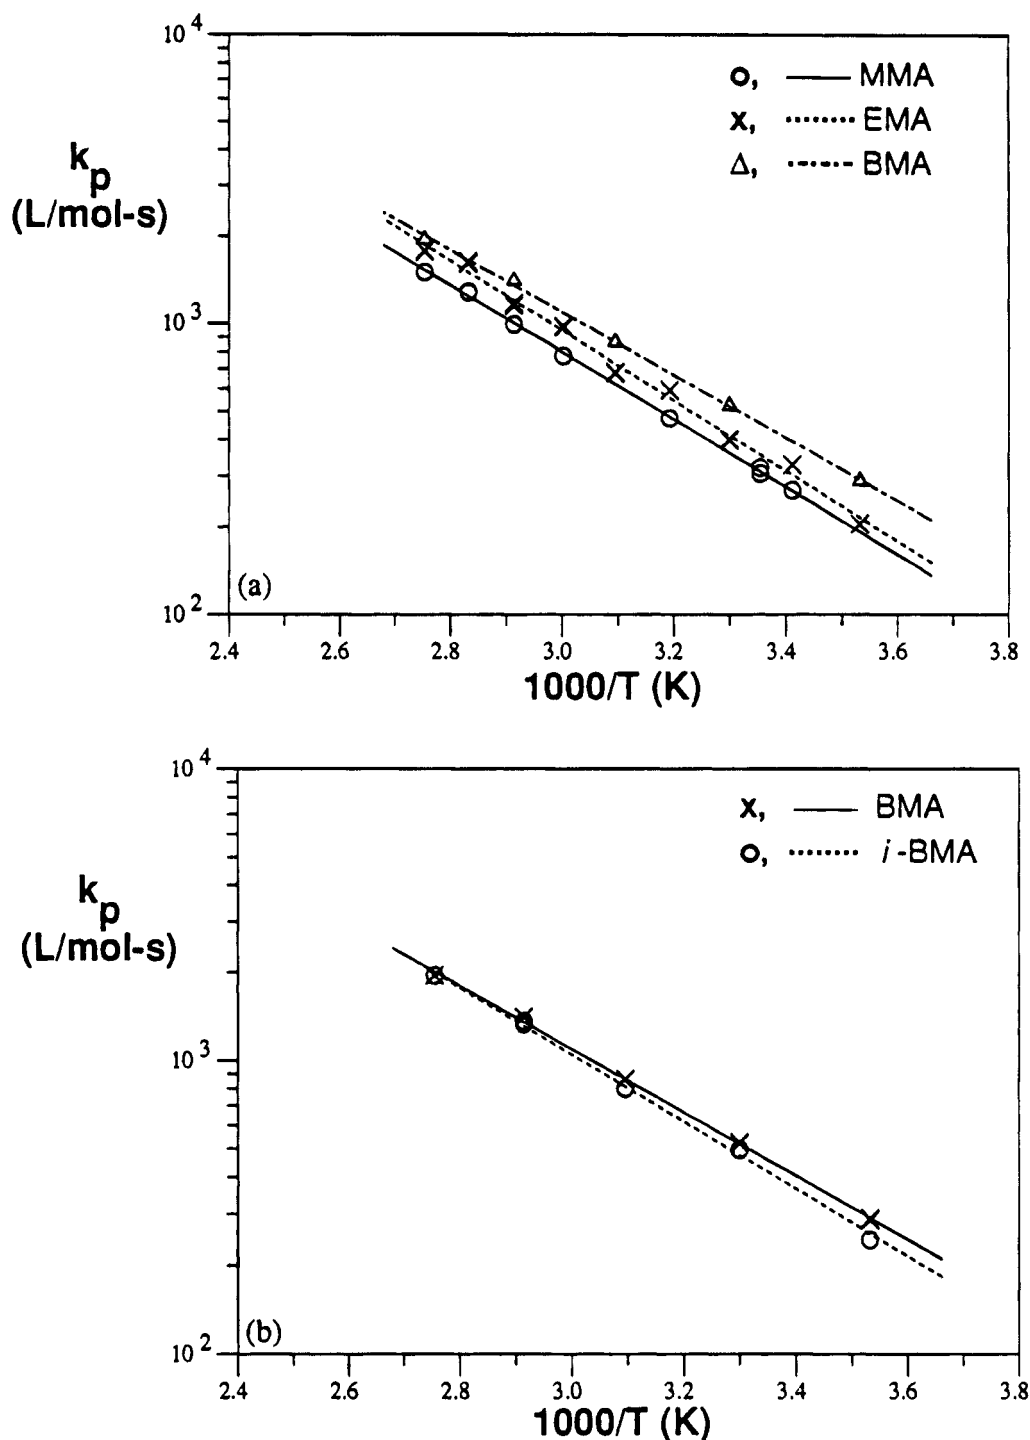 10^4
O, MMA
X, EMA
Δ, BMA
k_p
(L/mol-s)
10^3
10^2
(a)
2.4 2.6 2.8 3.0 3.2 3.4 3.6 3.8
1000/T (K)
10^4
X, BMA
O, i-BMA
k_p
(L/mol-s)
10^3
10^2
(b)
2.4 2.6 2.8 3.0 3.2 3.4 3.6 3.8
1000/T (K)